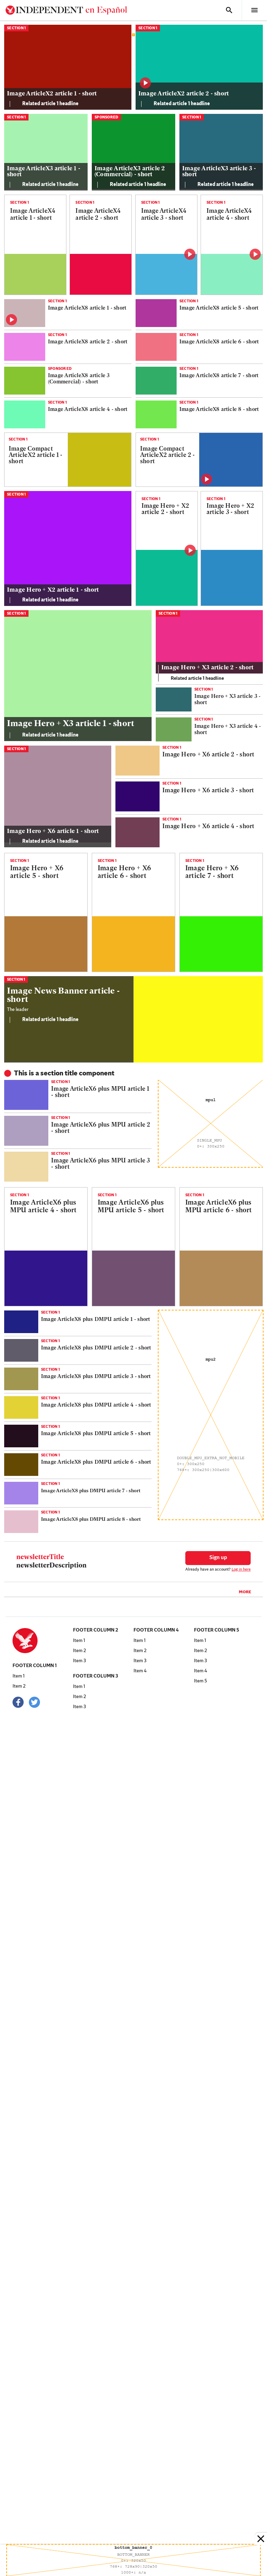 INDEPENDENT en Español
SECTION 1
Image ArticleX2 article 1 - short
Related article 1 headline
SECTION 1
Image ArticleX2 article 2 - short
Related article 1 headline
SECTION 1
Image ArticleX3 article 1 -
short
Related article 1 headline
SPONSORED
Image ArticleX3 article 2
(Commercial) - short
Related article 1 headline
SECTION 1
Image ArticleX3 article 3 -
short
Related article 1 headline
SECTION 1
Image ArticleX4
article 1 - short
SECTION 1
Image ArticleX4
article 2 - short
SECTION 1
Image ArticleX4
article 3 - short
SECTION 1
Image ArticleX4
article 4 - short
SECTION 1
Image ArticleX8 article 1 - short
SECTION 1
Image ArticleX8 article 2 - short
SPONSORED
Image ArticleX8 article 3
(Commercial) - short
SECTION 1
Image ArticleX8 article 4 - short
SECTION 1
Image ArticleX8 article 5 - short
SECTION 1
Image ArticleX8 article 6 - short
SECTION 1
Image ArticleX8 article 7 - short
SECTION 1
Image ArticleX8 article 8 - short
SECTION 1
Image Compact
ArticleX2 article 1 -
short
SECTION 1
Image Compact
ArticleX2 article 2 -
short
SECTION 1
Image Hero + X2 article 1 - short
Related article 1 headline
SECTION 1
Image Hero + X2
article 2 - short
SECTION 1
Image Hero + X2
article 3 - short
SECTION 1
Image Hero + X3 article 1 - short
Related article 1 headline
SECTION 1
Image Hero + X3 article 2 - short
Related article 1 headline
SECTION 1
Image Hero + X3 article 3 -
short
SECTION 1
Image Hero + X3 article 4 -
short
SECTION 1
Image Hero + X6 article 1 - short
Related article 1 headline
SECTION 1
Image Hero + X6 article 2 - short
SECTION 1
Image Hero + X6 article 3 - short
SECTION 1
Image Hero + X6 article 4 - short
SECTION 1
Image Hero + X6
article 5 - short
SECTION 1
Image Hero + X6
article 6 - short
SECTION 1
Image Hero + X6
article 7 - short
SECTION 1
Image News Banner article -
short
The leader
Related article 1 headline
This is a section title component
SECTION 1
Image ArticleX6 plus MPU article 1
- short
SECTION 1
Image ArticleX6 plus MPU article 2
- short
SECTION 1
Image ArticleX6 plus MPU article 3
- short
mpu1
SINGLE_MPU
0+: 300x250
SECTION 1
Image ArticleX6 plus
MPU article 4 - short
SECTION 1
Image ArticleX6 plus
MPU article 5 - short
SECTION 1
Image ArticleX6 plus
MPU article 6 - short
SECTION 1
Image ArticleX8 plus DMPU article 1 - short
SECTION 1
Image ArticleX8 plus DMPU article 2 - short
SECTION 1
Image ArticleX8 plus DMPU article 3 - short
SECTION 1
Image ArticleX8 plus DMPU article 4 - short
SECTION 1
Image ArticleX8 plus DMPU article 5 - short
SECTION 1
Image ArticleX8 plus DMPU article 6 - short
SECTION 1
Image ArticleX8 plus DMPU article 7 - short
SECTION 1
Image ArticleX8 plus DMPU article 8 - short
mpu2
0+: 300x250
newsletterTitle
newsletterDescription
Sign up
Already have an account? Log in here
MORE
FOOTER COLUMN 1
Item 1
Item 2
FOOTER COLUMN 2
Item 1
Item 2
Item 3
FOOTER COLUMN 3
Item 1
Item 2
Item 3
FOOTER COLUMN 4
Item 1
Item 2
Item 3
Item 4
FOOTER COLUMN 5
Item 1
Item 2
Item 3
Item 4
Item 5
BOTTOM_BANNER